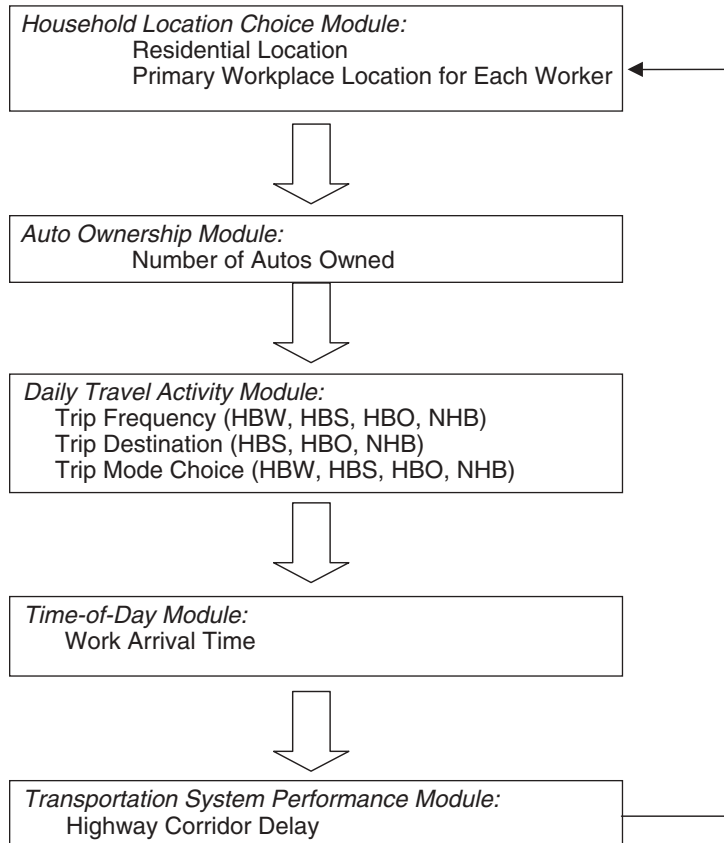 Household Location Choice Module:
Residential Location
Primary Workplace Location for Each Worker
Auto Ownership Module:
Number of Autos Owned
Daily Travel Activity Module:
Trip Frequency (HBW, HBS, HBO, NHB)
Trip Destination (HBS, HBO, NHB)
Trip Mode Choice (HBW, HBS, HBO, NHB)
Time-of-Day Module:
Work Arrival Time
Transportation System Performance Module:
Highway Corridor Delay